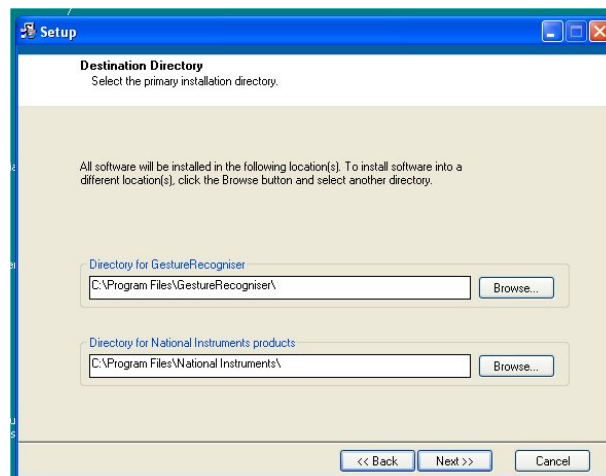 Setup
Destination Directory
Select the primary installation directory.
All software will be installed in the following location(s). To install software into a
different location(s), click the Browse button and select another directory.
Directory for GestureRecogniser
C:\Program Files\GestureRecogniser\
Browse...
Directory for National Instruments products
C:\Program Files\National Instruments\
Browse...
<< Back
Next >>
Cancel